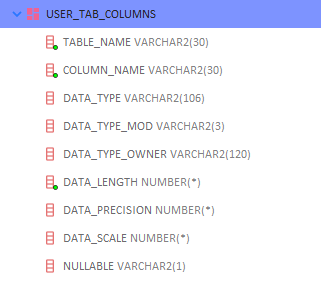 USER_TAB_COLUMNS
TABLE_NAME VARCHAR2(30)
COLUMN_NAME VARCHAR2(30)
DATA_TYPE VARCHAR2(106)
DATA_TYPE_MOD VARCHAR2(3)
DATA_TYPE_OWNER VARCHAR2(120)
DATA_LENGTH NUMBER(*)
DATA_PRECISION NUMBER(*)
DATA_SCALE NUMBER(*)
NULLABLE VARCHAR2(1)